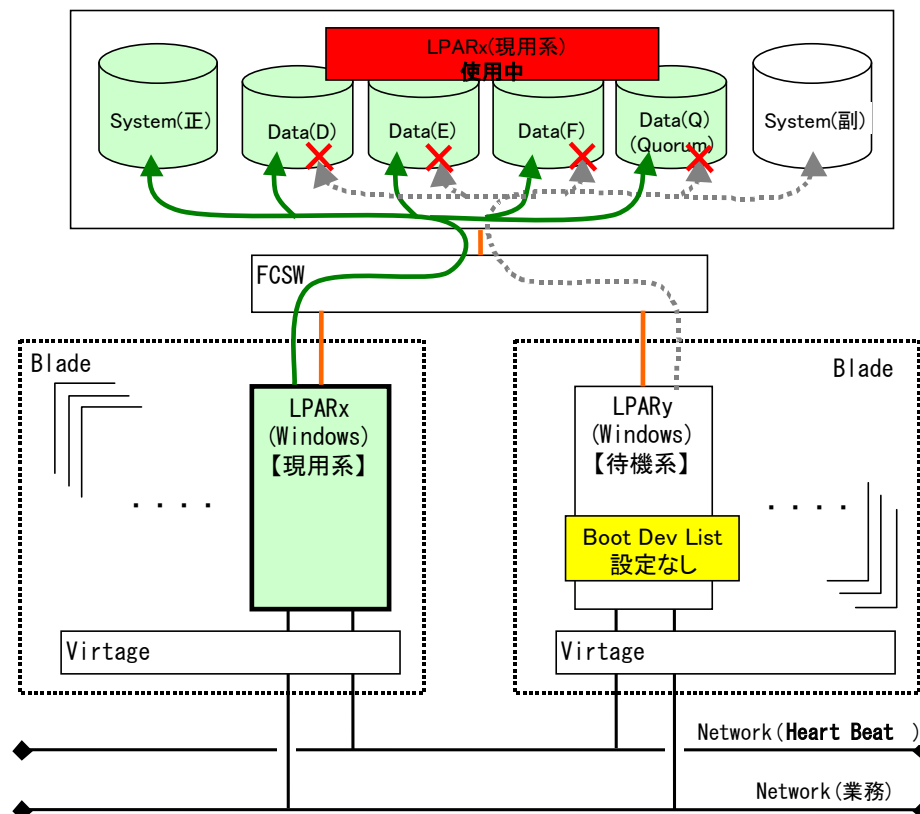 LPARx(現用系)
使用中
System(正)
Data(D)
Data(E)
Data(F)
Data(Q)
(Quorum)
System(副)
FCSW
Blade
LPARx
(Windows)
【現用系】
. . . .
Virtage
Blade
LPARy
(Windows)
【待機系】
. . . .
Boot Dev List
設定なし
Virtage
Network(Heart Beat )
Network(業務)